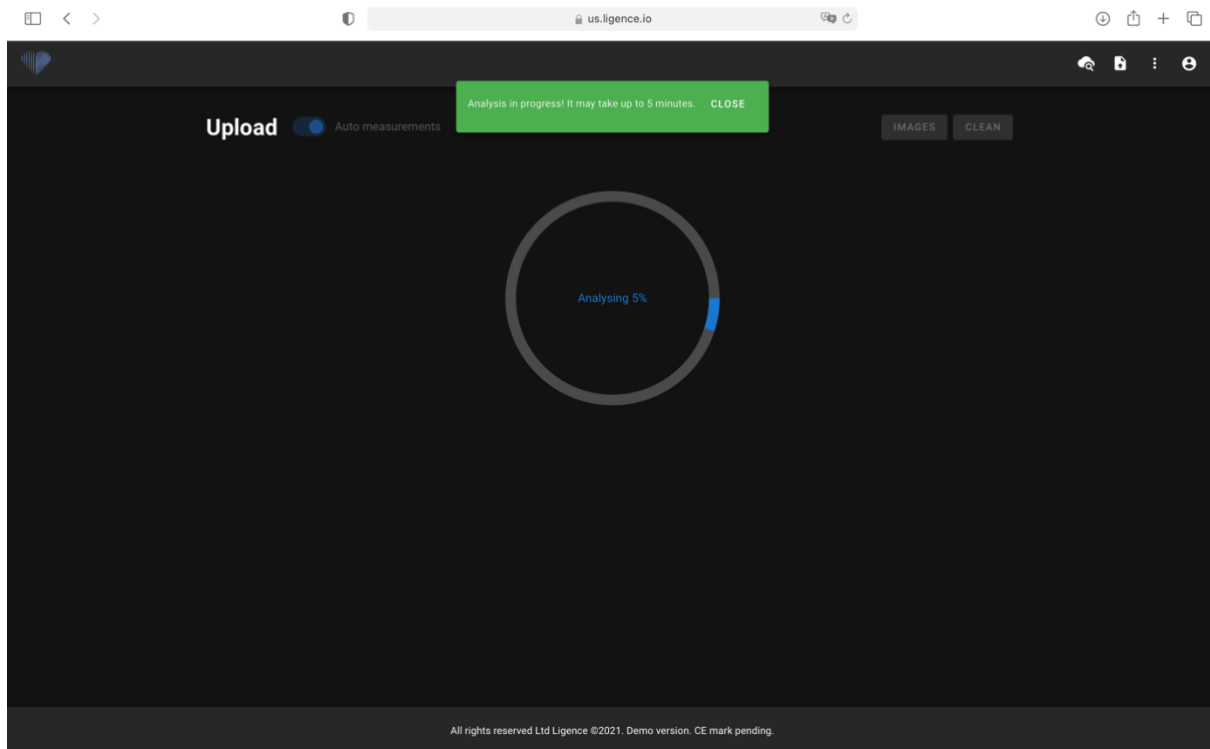 us.ligence.io
Analysis in progress! It may take up to 5 minutes. CLOSE
Upload Auto measurements IMAGES CLEAN
Analysing 5%
All rights reserved Ltd Ligence ©2021. Demo version. CE mark pending.